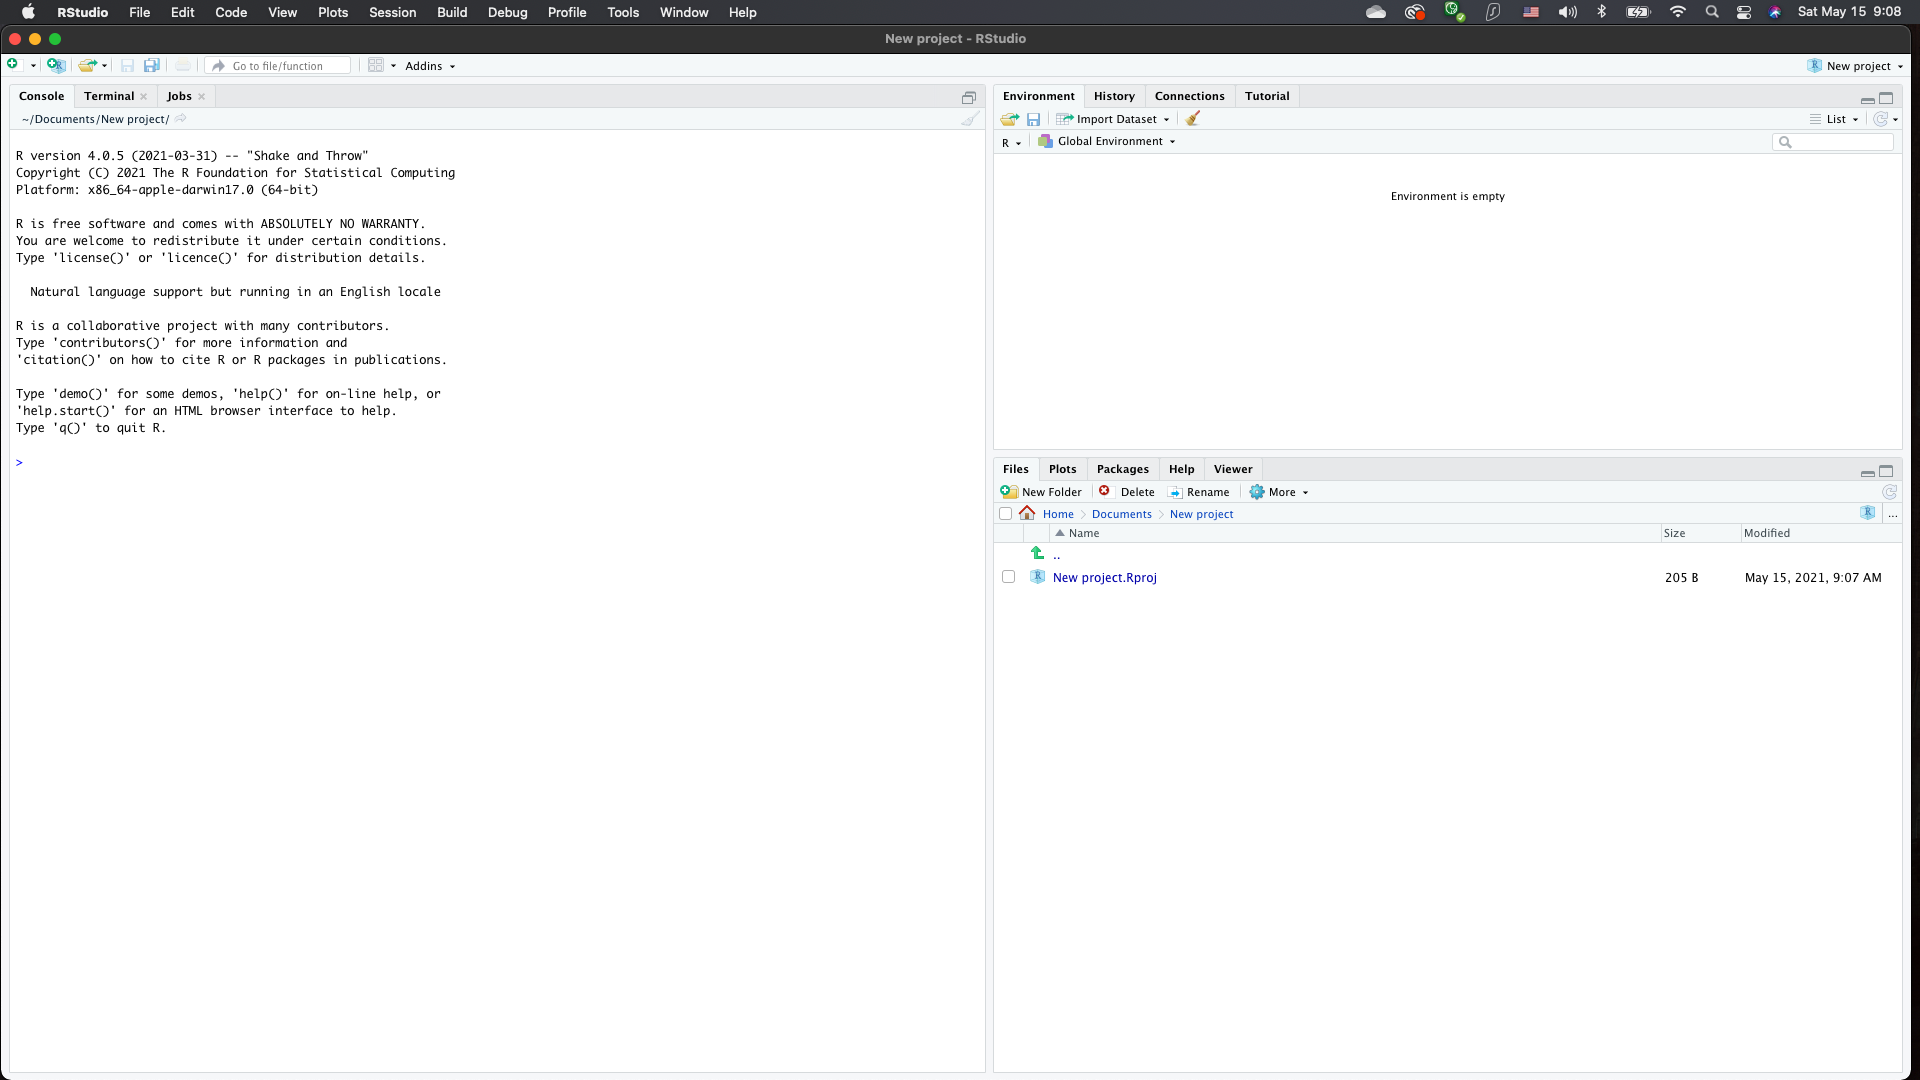 RStudio File Edit Code View Plots Session Build Debug Profile Tools Window Help Sat May 15 9:08
New project - RStudio
Go to file/function Addins New project
Console Terminal Jobs
~/Documents/New project/
R version 4.0.5 (2021-03-31) -- "Shake and Throw"
Copyright (C) 2021 The R Foundation for Statistical Computing
Platform: x86_64-apple-darwin17.0 (64-bit)
R is free software and comes with ABSOLUTELY NO WARRANTY.
You are welcome to redistribute it under certain conditions.
Type 'license()' or 'licence()' for distribution details.
Natural language support but running in an English locale
R is a collaborative project with many contributors.
Type 'contributors()' for more information and
'citation()' on how to cite R or R packages in publications.
Type 'demo()' for some demos, 'help()' for on-line help, or
'help.start()' for an HTML browser interface to help.
Type 'q()' to quit R.
>
Environment History Connections Tutorial
Import Dataset List
R Global Environment
Environment is empty
Files Plots Packages Help Viewer
New Folder Delete Rename More
Home Documents New project R ...
Name Size Modified
..
New project.Rproj 205 B May 15, 2021, 9:07 AM